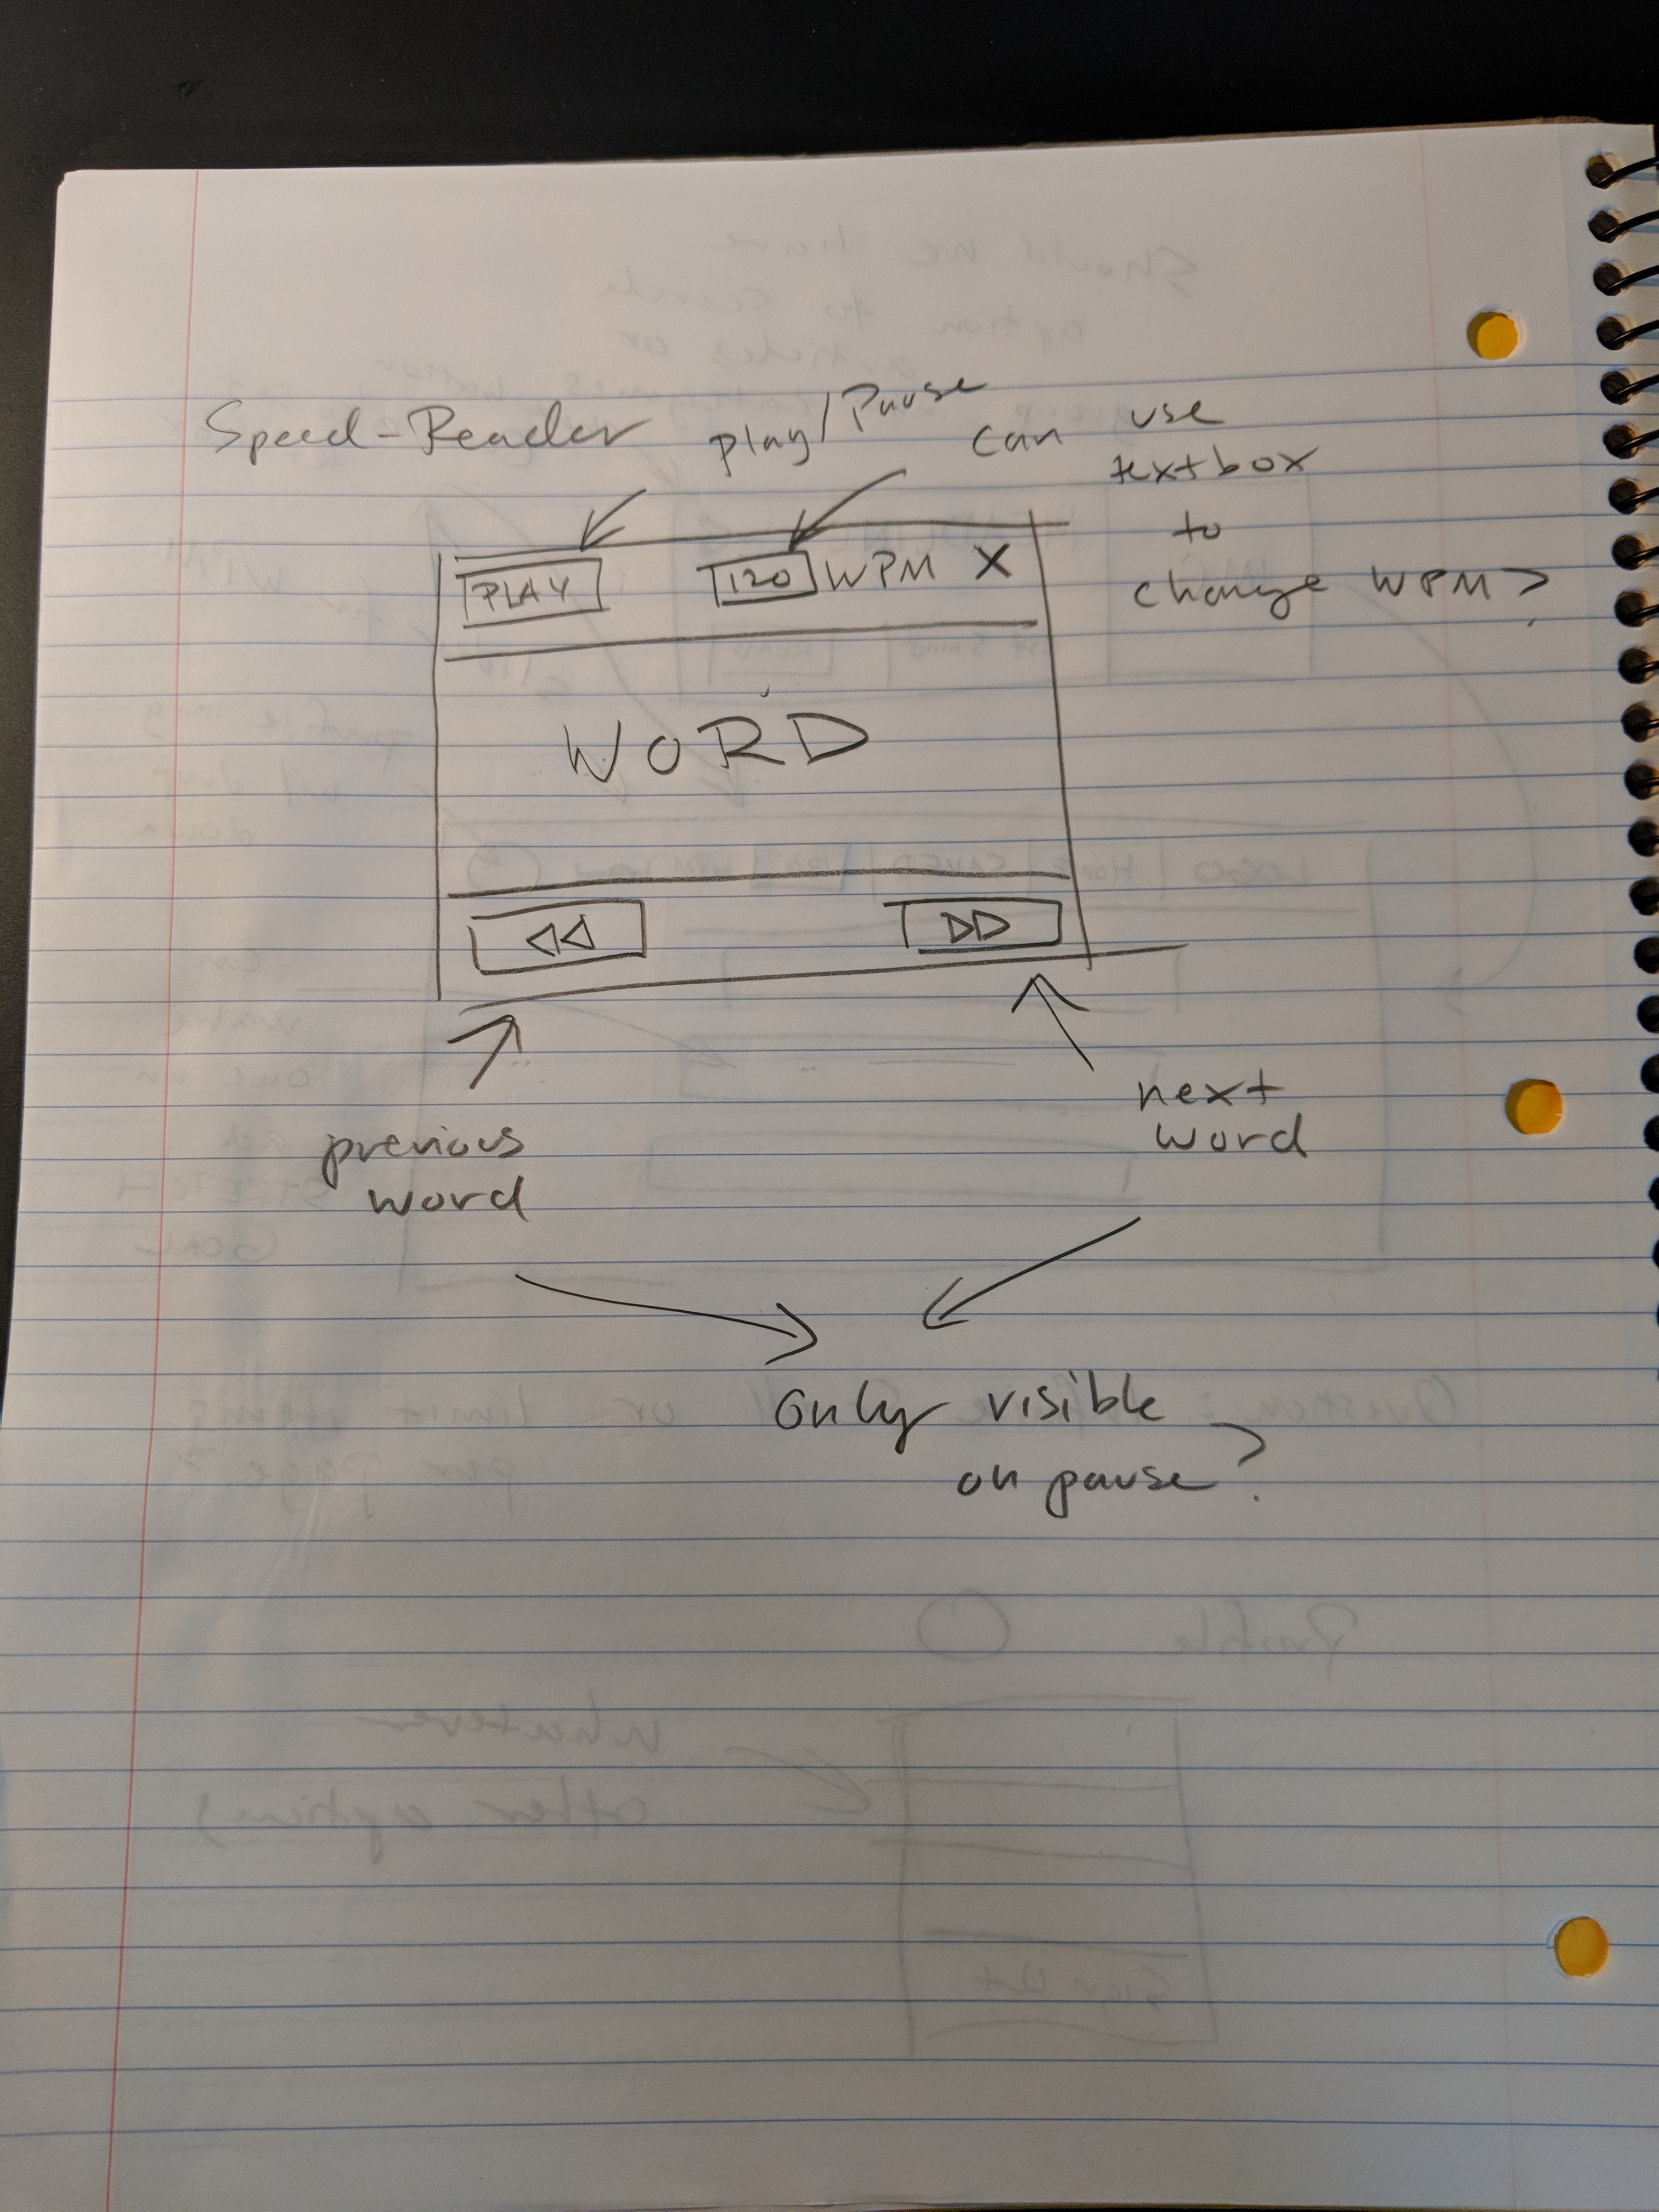 Speed-Reader
play/Pause
can use
textbox
to
change WPM?
PLAY
120 WPM X
WORD
◁◁
▷▷
previous
word
next
word
only visible
on pause?